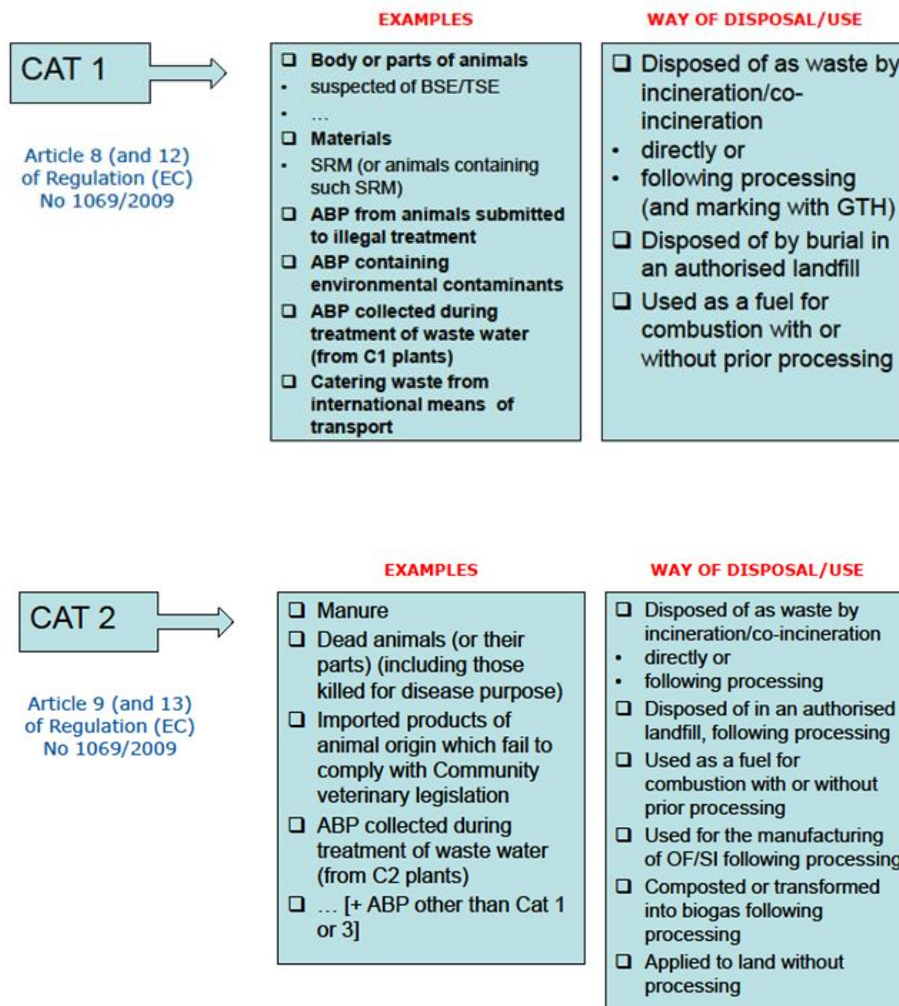 EXAMPLES
WAY OF DISPOSAL/USE
CAT 1
Article 8 (and 12)
of Regulation (EC)
No 1069/2009
❑ Body or parts of animals
• suspected of BSE/TSE
• ...
❑ Materials
• SRM (or animals containing
such SRM)
❑ ABP from animals submitted
to illegal treatment
❑ ABP containing
environmental contaminants
❑ ABP collected during
treatment of waste water
(from C1 plants)
❑ Catering waste from
international means of
transport
❑ Disposed of as waste by
incineration/co-
incineration
• directly or
• following processing
(and marking with GTH)
❑ Disposed of by burial in
an authorised landfill
❑ Used as a fuel for
combustion with or
without prior processing
EXAMPLES
WAY OF DISPOSAL/USE
CAT 2
Article 9 (and 13)
of Regulation (EC)
No 1069/2009
❑ Manure
❑ Dead animals (or their
parts) (including those
killed for disease purpose)
❑ Imported products of
animal origin which fail to
comply with Community
veterinary legislation
❑ ABP collected during
treatment of waste water
(from C2 plants)
❑ ... [+ ABP other than Cat 1
or 3]
❑ Disposed of as waste by
incineration/co-incineration
• directly or
• following processing
❑ Disposed of in an authorised
landfill, following processing
❑ Used as a fuel for
combustion with or without
prior processing
❑ Used for the manufacturing
of OF/SI following processing
❑ Composted or transformed
into biogas following
processing
❑ Applied to land without
processing